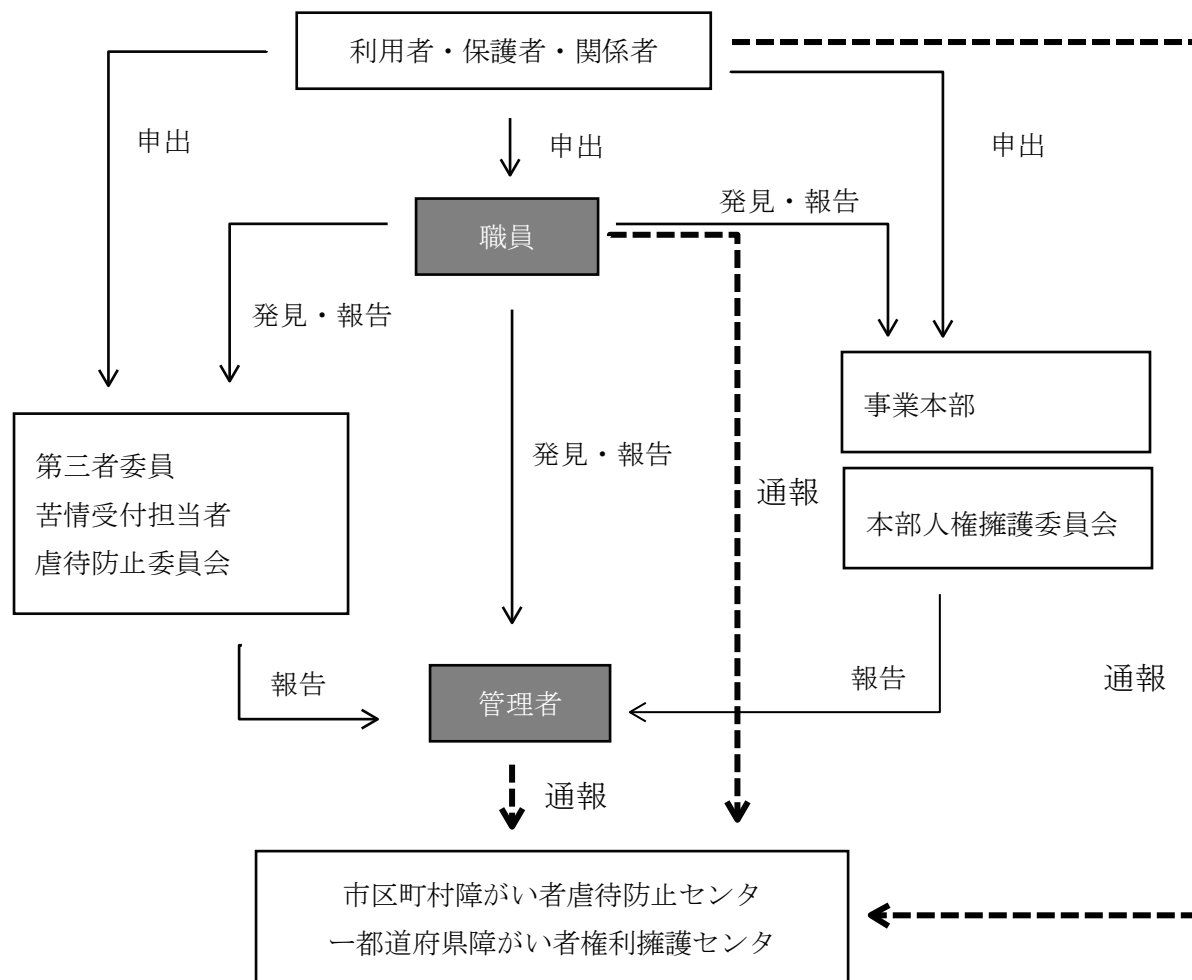 利用者・保護者・関係者
申出
申出
申出
発見・報告
職員
発見・報告
事業本部
第三者委員
苦情受付担当者
虐待防止委員会
発見・報告
通報
本部人権擁護委員会
報告
管理者
報告
通報
通報
市区町村障がい者虐待防止センタ
ー都道府県障がい者権利擁護センタ